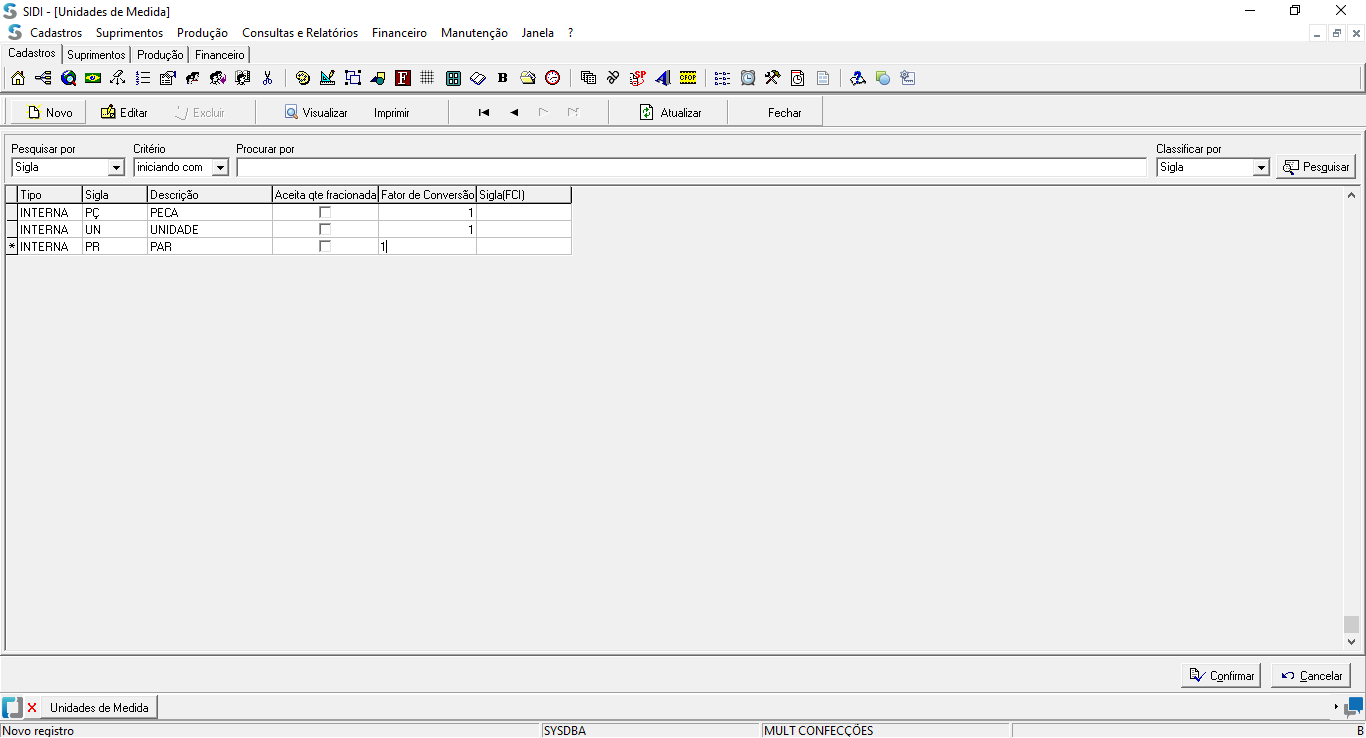 SIDI - [Unidades de Medida]
Cadastros Suprimentos Produção Consultas e Relatórios Financeiro Manutenção Janela ?
Cadastros Suprimentos Produção Financeiro
F B SP CFOP
Novo Editar Excluir Visualizar Imprimir Atualizar Fechar
Pesquisar por Critério Procurar por Classificar por
Sigla iniciando com Sigla Pesquisar
Tipo Sigla Descrição Aceita qte fracionada Fator de Conversão Sigla(FCI)
INTERNA PÇ PECA 1
INTERNA UN UNIDADE 1
* INTERNA PR PAR 1
Confirmar Cancelar
Unidades de Medida
Novo registro SYSDBA MULT CONFECÇÕES B